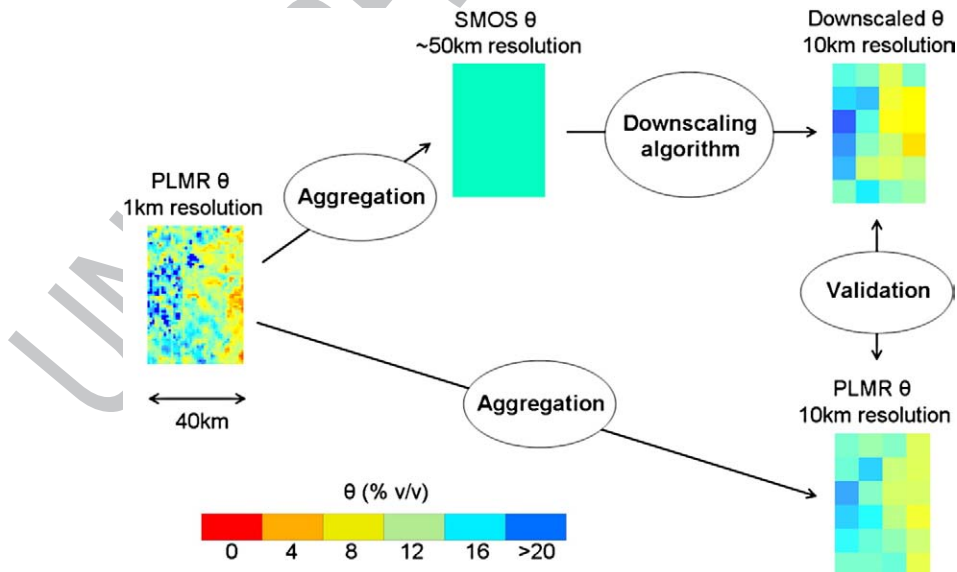 SMOS θ
~50km resolution
Downscaled θ
10km resolution
Downscaling
algorithm
PLMR θ
1km resolution
Aggregation
Validation
40km
Aggregation
PLMR θ
10km resolution
θ (% v/v)
0 4 8 12 16 >20